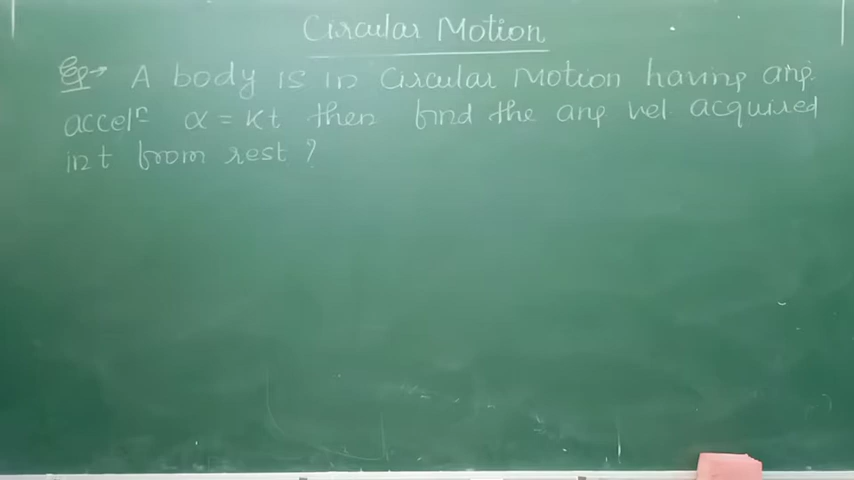 Circular Motion
Eg→ A body is in Circular Motion having ang.
acceln α = Kt then find the ang vel acquired
in t from rest ?